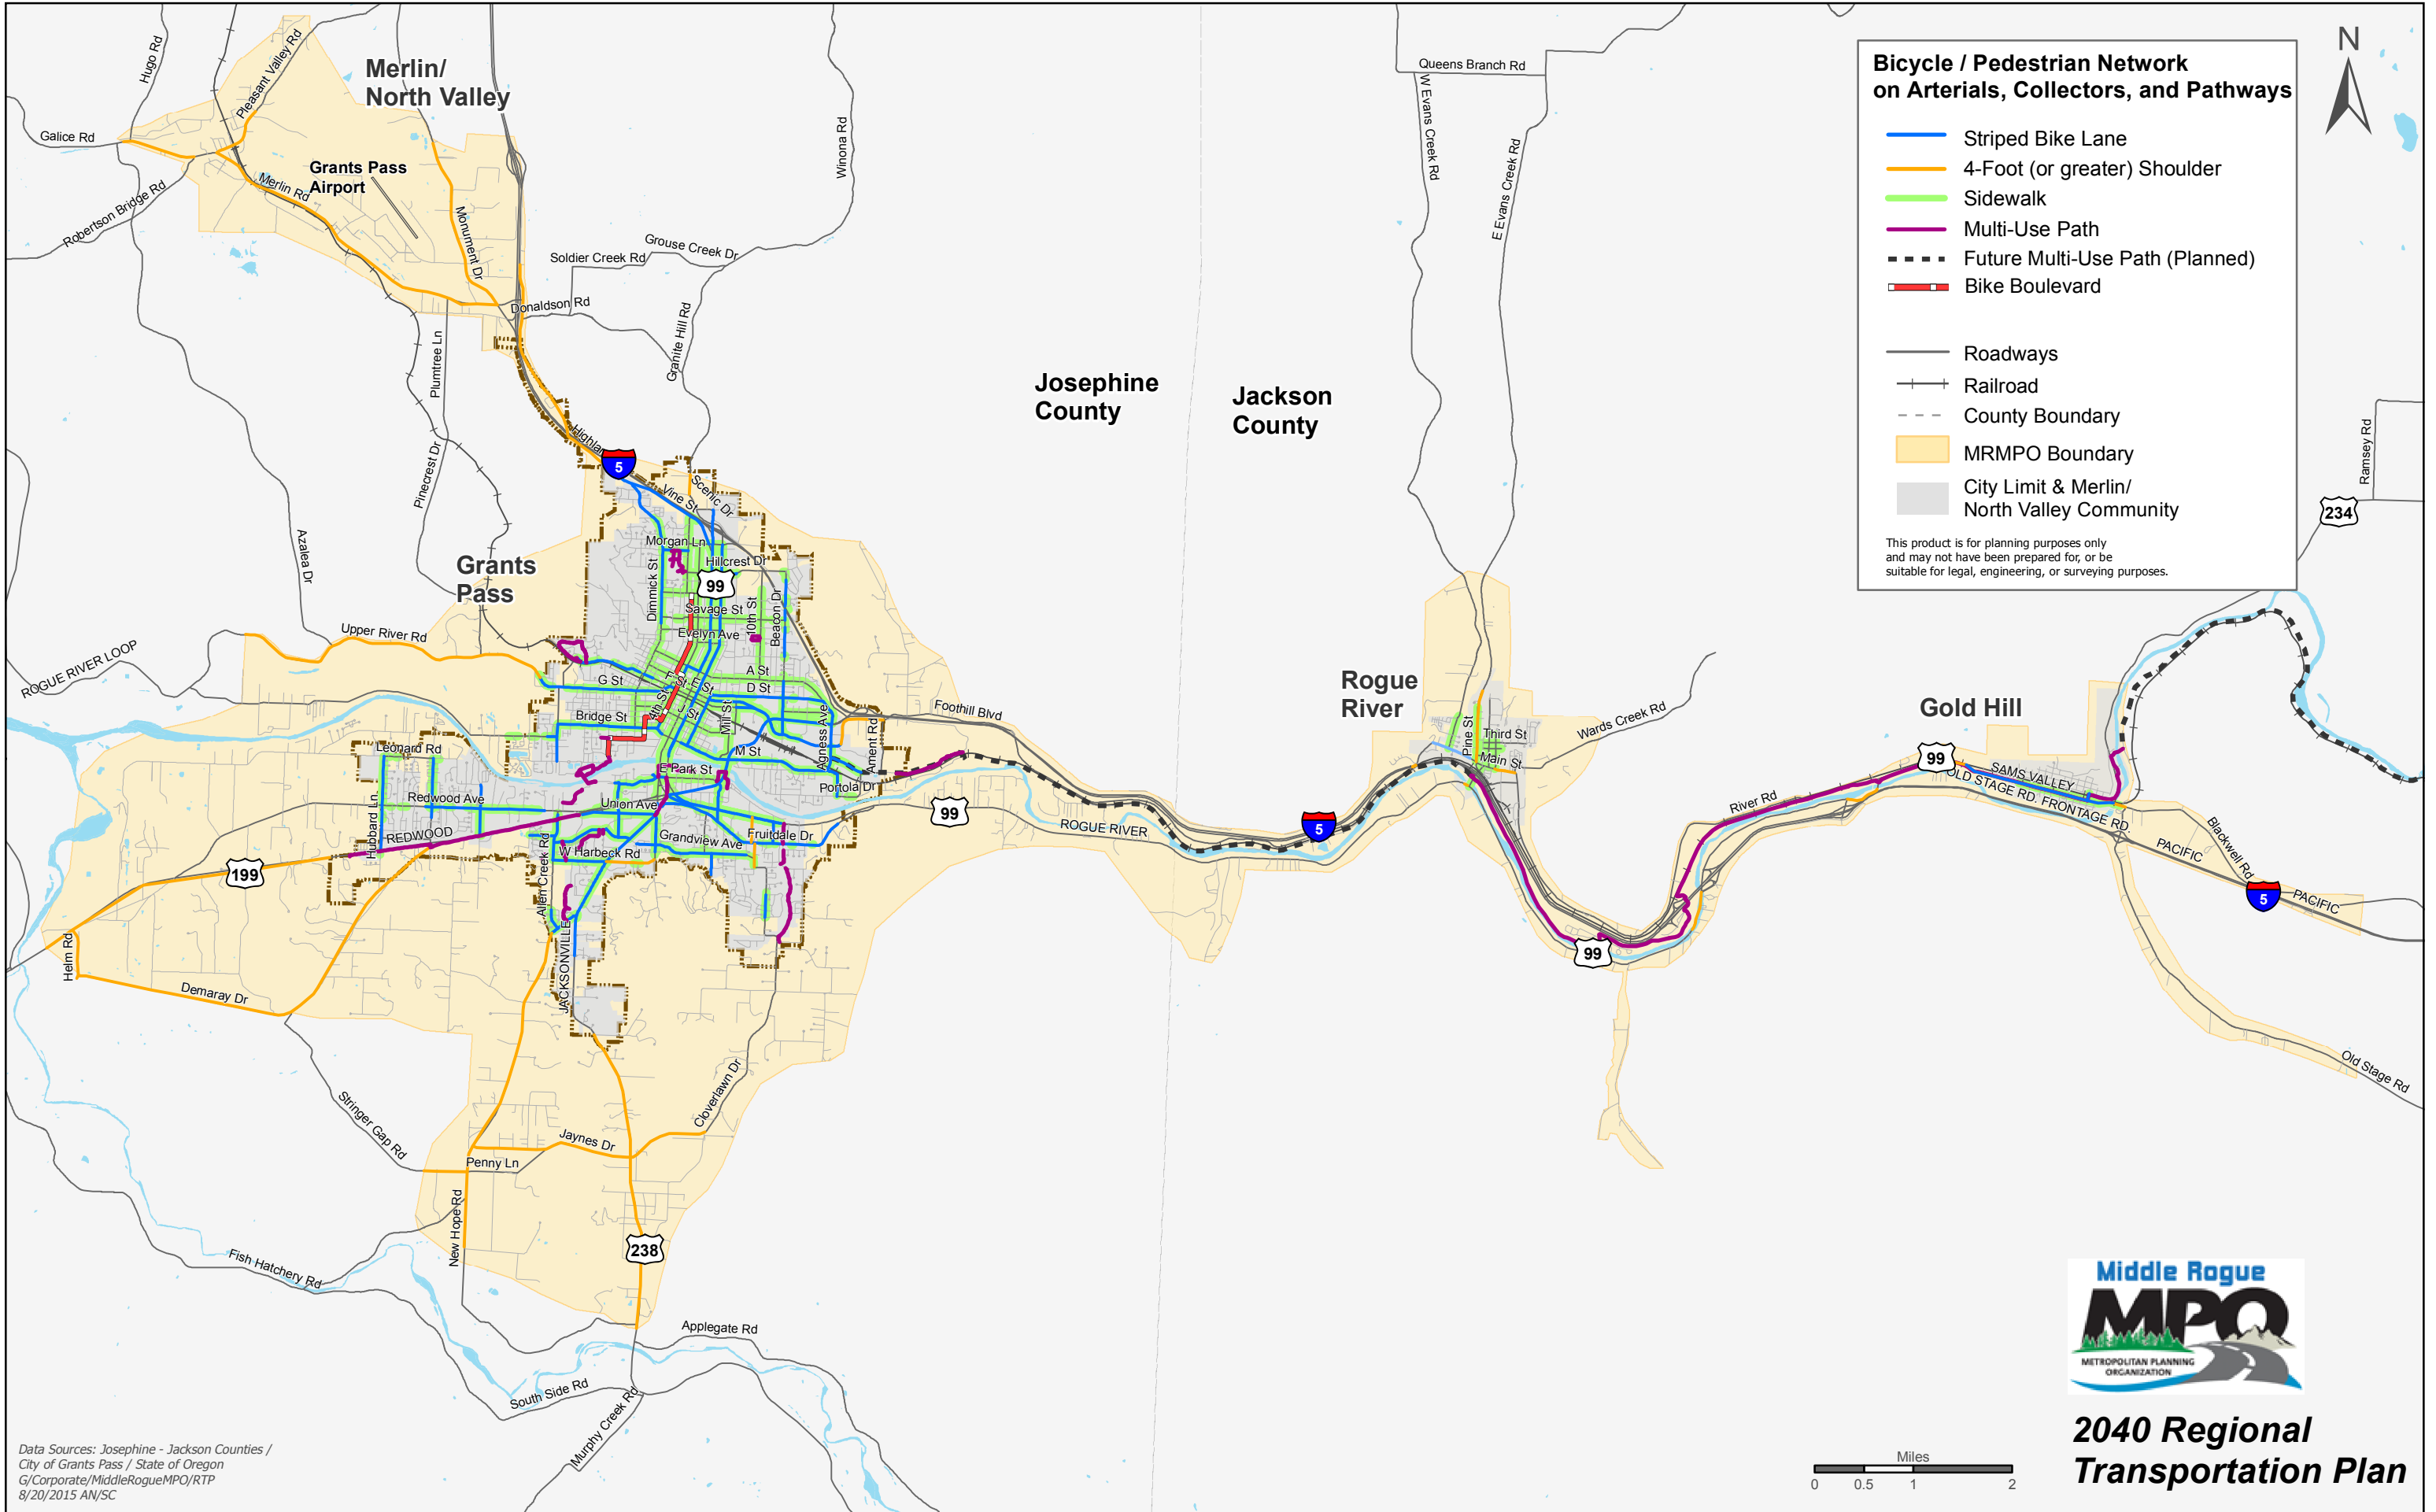 Hugo Rd
Pleasant Valley Rd
Merlin/
North Valley
Galice Rd
Grants Pass
Airport
Merlin Rd
Robertson Bridge Rd
Monument Dr
Winona Rd
Grouse Creek Dr
Soldier Creek Rd
Donaldson Rd
Granite Hill Rd
Plumtree Ln
Pinecrest Dr
Azalea Dr
Josephine
County
Jackson
County
Queens Branch Rd
W Evans Creek Rd
E Evans Creek Rd
N
Bicycle / Pedestrian Network
on Arterials, Collectors, and Pathways
Striped Bike Lane
4-Foot (or greater) Shoulder
Sidewalk
Multi-Use Path
Future Multi-Use Path (Planned)
Bike Boulevard
Roadways
Railroad
County Boundary
MRMPO Boundary
City Limit & Merlin/
North Valley Community
This product is for planning purposes only
and may not have been prepared for, or be
suitable for legal, engineering, or surveying purposes.
Ramsey Rd
234
5
Vine St
Scenic Dr
Morgan Ln
Hillcrest Dr
Grants
Pass
99
Dimmick St
Savage St
10th St
Beacon Dr
Evelyn Ave
Upper River Rd
ROGUE RIVER LOOP
G St
F St
E St
A St
D St
4th St
J St
Bridge St
Mill St
M St
Agness Ave
Ament Rd
Foothill Blvd
Leonard Rd
E Park St
Portola Dr
Redwood Ave
Union Ave
Hubbard Ln
REDWOOD
Fruitdale Dr
Grandview Ave
W Harbeck Rd
Allen Creek Rd
199
99
ROGUE RIVER
5
Rogue
River
Pine St
Third St
Main St
Wards Creek Rd
Gold Hill
99
SAMS VALLEY
OLD STAGE RD. FRONTAGE RD.
River Rd
PACIFIC
Blackwell Rd
5
PACIFIC
99
Old Stage Rd
Helm Rd
Demaray Dr
JACKSONVILLE
Stringer Gap Rd
Cloverlawn Dr
Jaynes Dr
Penny Ln
New Hope Rd
238
Fish Hatchery Rd
Applegate Rd
South Side Rd
Murphy Creek Rd
Middle Rogue
MPO
METROPOLITAN PLANNING
ORGANIZATION
2040 Regional
Transportation Plan
Miles
0 0.5 1 2
Data Sources: Josephine - Jackson Counties /
City of Grants Pass / State of Oregon
G/Corporate/MiddleRogueMPO/RTP
8/20/2015 AN/SC